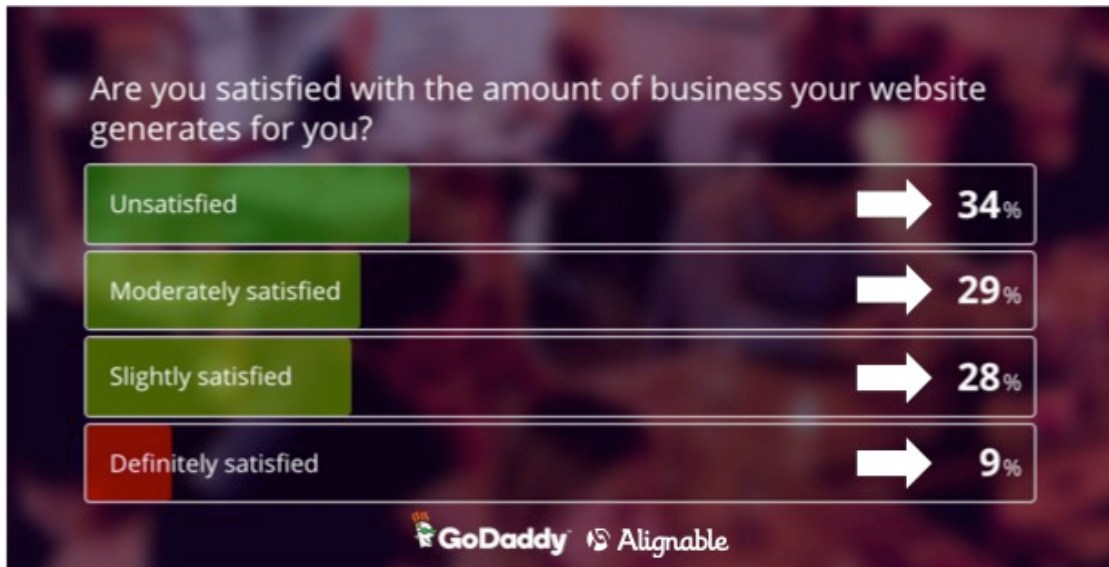 Are you satisfied with the amount of business your website
generates for you?
Unsatisfied 34%
Moderately satisfied 29%
Slightly satisfied 28%
Definitely satisfied 9%
GoDaddy™ Alignable